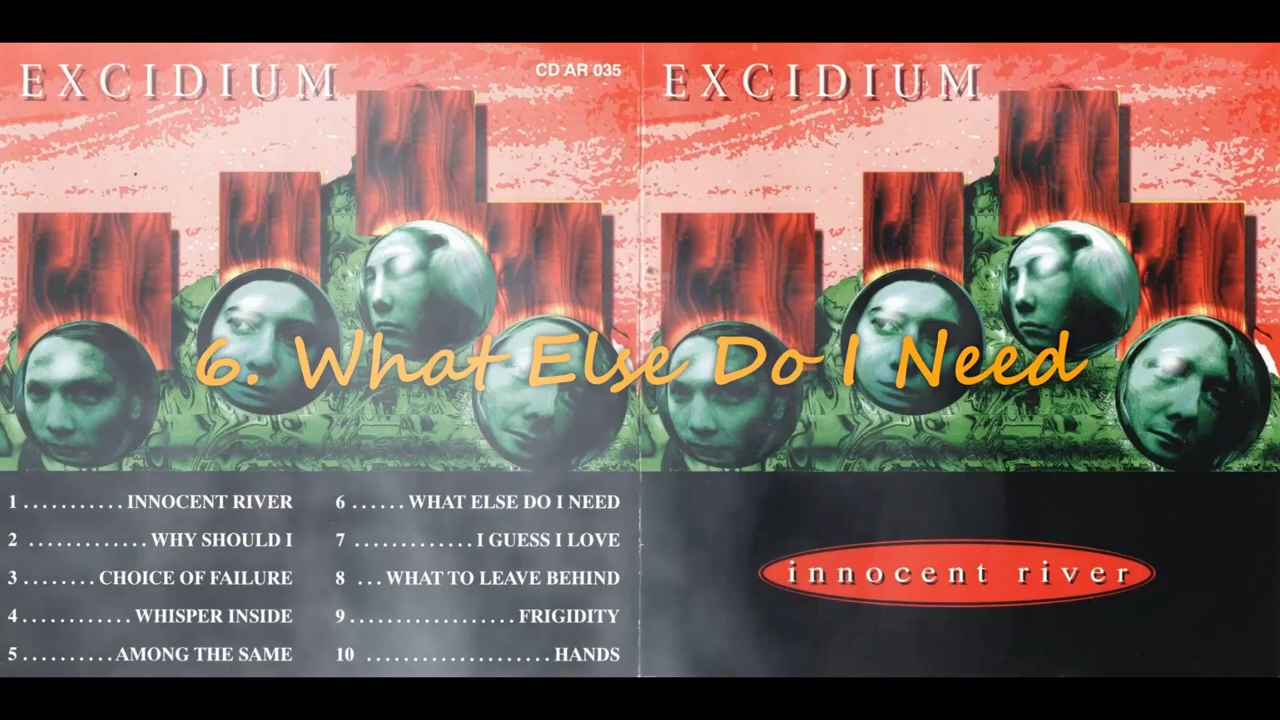 EXCIDIUM
CD AR 035
EXCIDIUM
6. What Else Do I Need
1 ........... INNOCENT RIVER
2 ............. WHY SHOULD I
3 ........ CHOICE OF FAILURE
4 ............ WHISPER INSIDE
5 .......... AMONG THE SAME
6 ...... WHAT ELSE DO I NEED
7 ............. I GUESS I LOVE
8 ... WHAT TO LEAVE BEHIND
9 .................. FRIGIDITY
10 .................... HANDS
innocent river